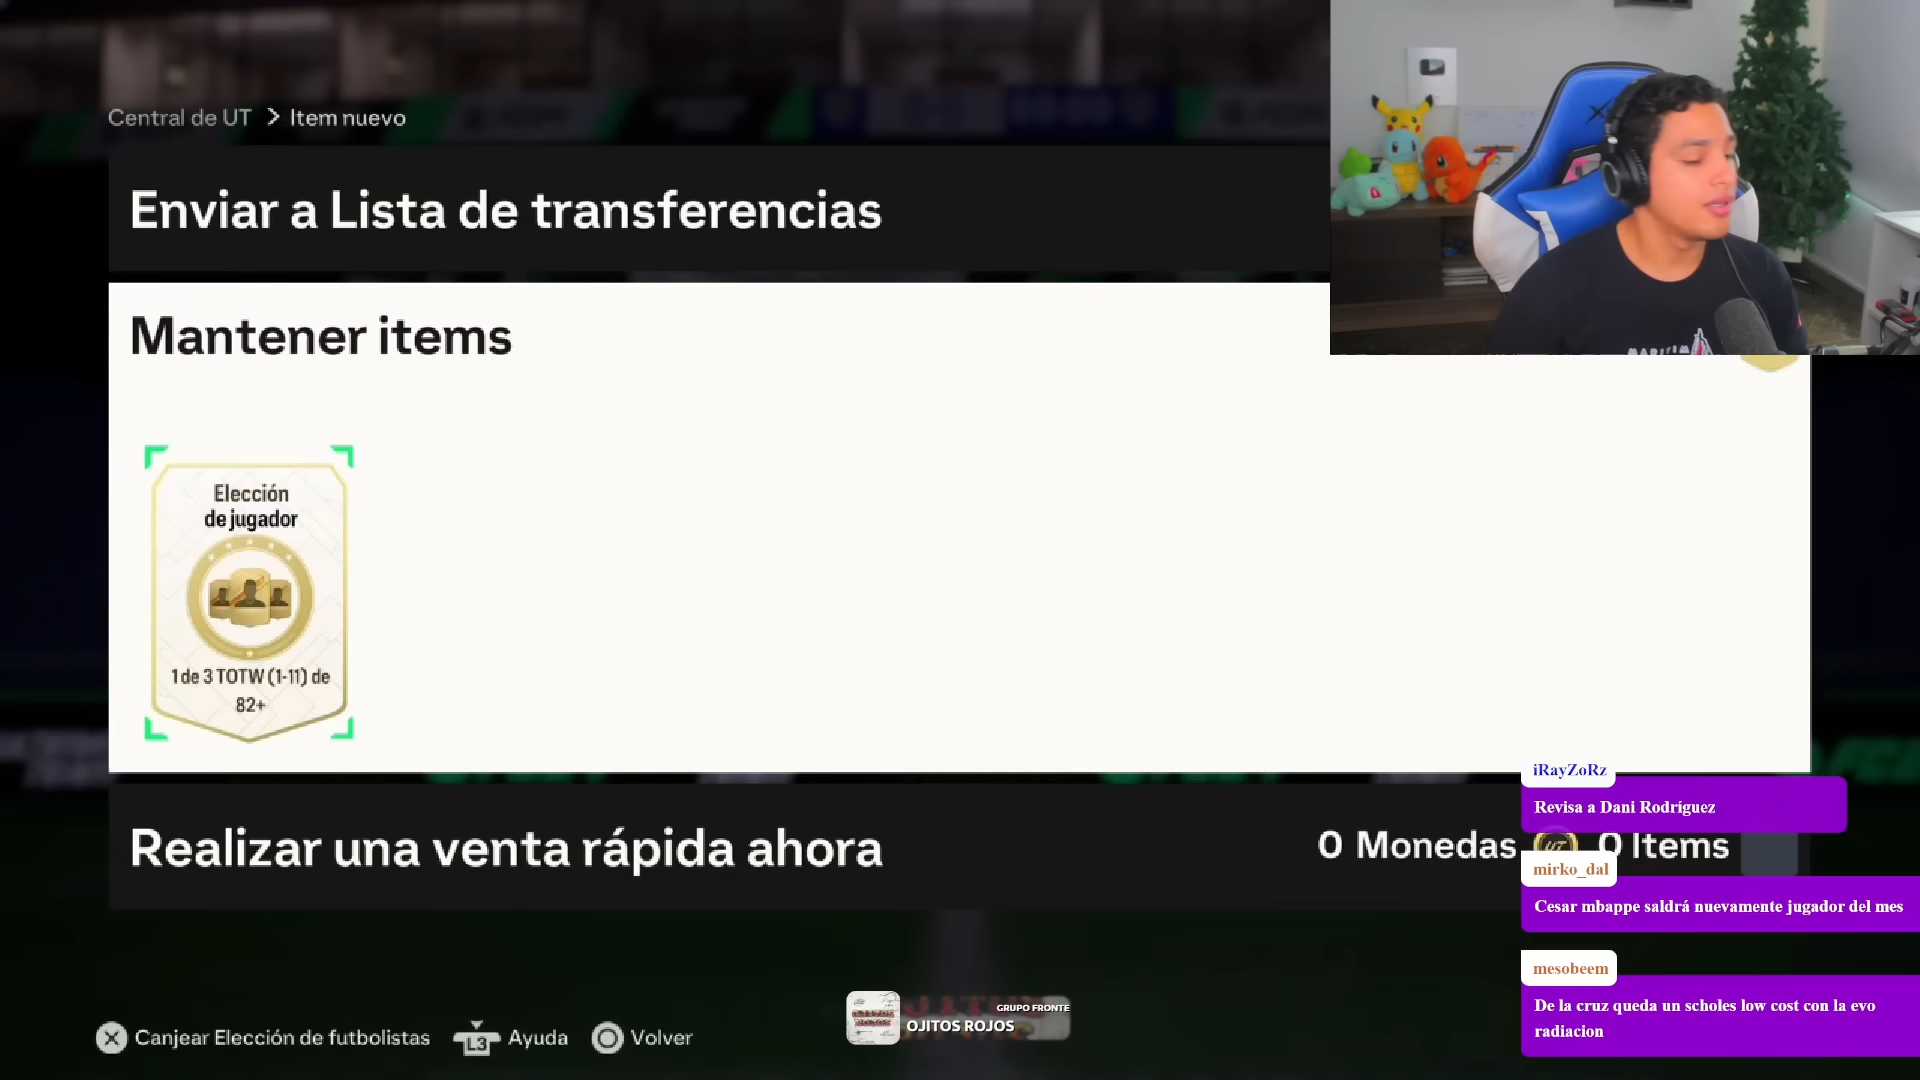 Central de UT > Item nuevo
Enviar a Lista de transferencias
Mantener items
Elección
de jugador
1 de 3 TOTW (1-11) de
82+
Realizar una venta rápida ahora
0 Monedas
0 Items
iRayZoRz
Revisa a Dani Rodríguez
mirko_dal
Cesar mbappe saldrá nuevamente jugador del mes
mesobeem
De la cruz queda un scholes low cost con la evo
radiacion
GRUPO FRONTE
OJITOS ROJOS
Canjear Elección de futbolistas
L3
Ayuda
Volver